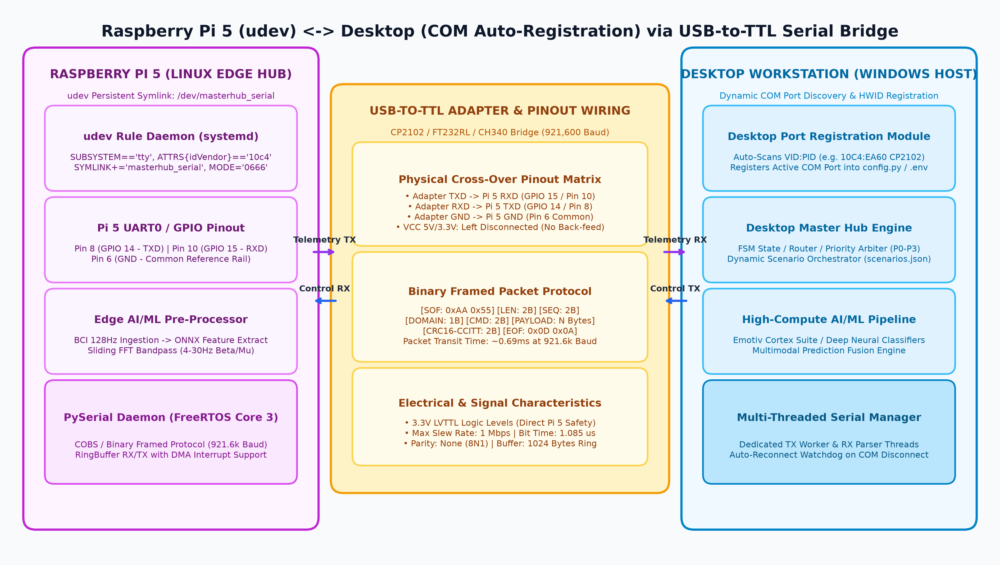 Raspberry Pi 5 (udev) <-> Desktop (COM Auto-Registration) via USB-to-TTL Serial Bridge
RASPBERRY PI 5 (LINUX EDGE HUB)
udev Persistent Symlink: /dev/masterhub_serial
udev Rule Daemon (systemd)
SUBSYSTEM=='tty', ATTRS{idVendor}=='10c4'
SYMLINK+='masterhub_serial', MODE='0666'
Pi 5 UART0 / GPIO Pinout
Pin 8 (GPIO 14 - TXD) | Pin 10 (GPIO 15 - RXD)
Pin 6 (GND - Common Reference Rail)
Edge AI/ML Pre-Processor
BCI 128Hz Ingestion -> ONNX Feature Extract
Sliding FFT Bandpass (4-30Hz Beta/Mu)
PySerial Daemon (FreeRTOS Core 3)
COBS / Binary Framed Protocol (921.6k Baud)
RingBuffer RX/TX with DMA Interrupt Support
Telemetry TX
Control RX
USB-TO-TTL ADAPTER & PINOUT WIRING
CP2102 / FT232RL / CH340 Bridge (921,600 Baud)
Physical Cross-Over Pinout Matrix
• Adapter TXD -> Pi 5 RXD (GPIO 15 / Pin 10)
• Adapter RXD -> Pi 5 TXD (GPIO 14 / Pin 8)
• Adapter GND -> Pi 5 GND (Pin 6 Common)
• VCC 5V/3.3V: Left Disconnected (No Back-feed)
Binary Framed Packet Protocol
[SOF: 0xAA 0x55] [LEN: 2B] [SEQ: 2B]
[DOMAIN: 1B] [CMD: 2B] [PAYLOAD: N Bytes]
[CRC16-CCITT: 2B] [EOF: 0x0D 0x0A]
Packet Transit Time: ~0.69ms at 921.6k Baud
Electrical & Signal Characteristics
• 3.3V LVTTL Logic Levels (Direct Pi 5 Safety)
• Max Slew Rate: 1 Mbps | Bit Time: 1.085 us
• Parity: None (8N1) | Buffer: 1024 Bytes Ring
Telemetry RX
Control TX
DESKTOP WORKSTATION (WINDOWS HOST)
Dynamic COM Port Discovery & HWID Registration
Desktop Port Registration Module
Auto-Scans VID:PID (e.g. 10C4:EA60 CP2102)
Registers Active COM Port into config.py / .env
Desktop Master Hub Engine
FSM State / Router / Priority Arbiter (P0-P3)
Dynamic Scenario Orchestrator (scenarios.json)
High-Compute AI/ML Pipeline
Emotiv Cortex Suite / Deep Neural Classifiers
Multimodal Prediction Fusion Engine
Multi-Threaded Serial Manager
Dedicated TX Worker & RX Parser Threads
Auto-Reconnect Watchdog on COM Disconnect